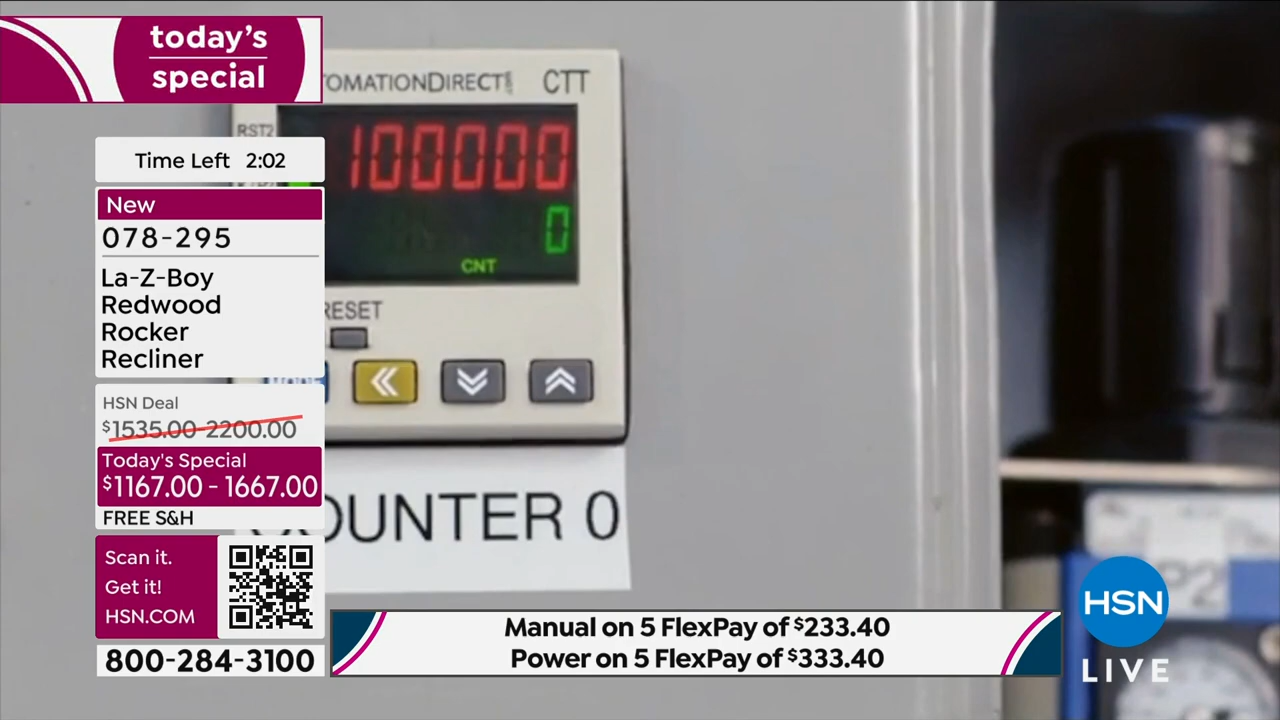 today's
special
TOMATIONDIRECT
CTT
RST2
100000
0
CNT
RESET
MODE
COUNTER 0
Time Left 2:02
New
078-295
La-Z-Boy
Redwood
Rocker
Recliner
HSN Deal
$1535.00-2200.00
Today's Special
$1167.00 - 1667.00
FREE S&H
Scan it.
Get it!
HSN.COM
800-284-3100
Manual on 5 FlexPay of $233.40
Power on 5 FlexPay of $333.40
P2
HSN
LIVE